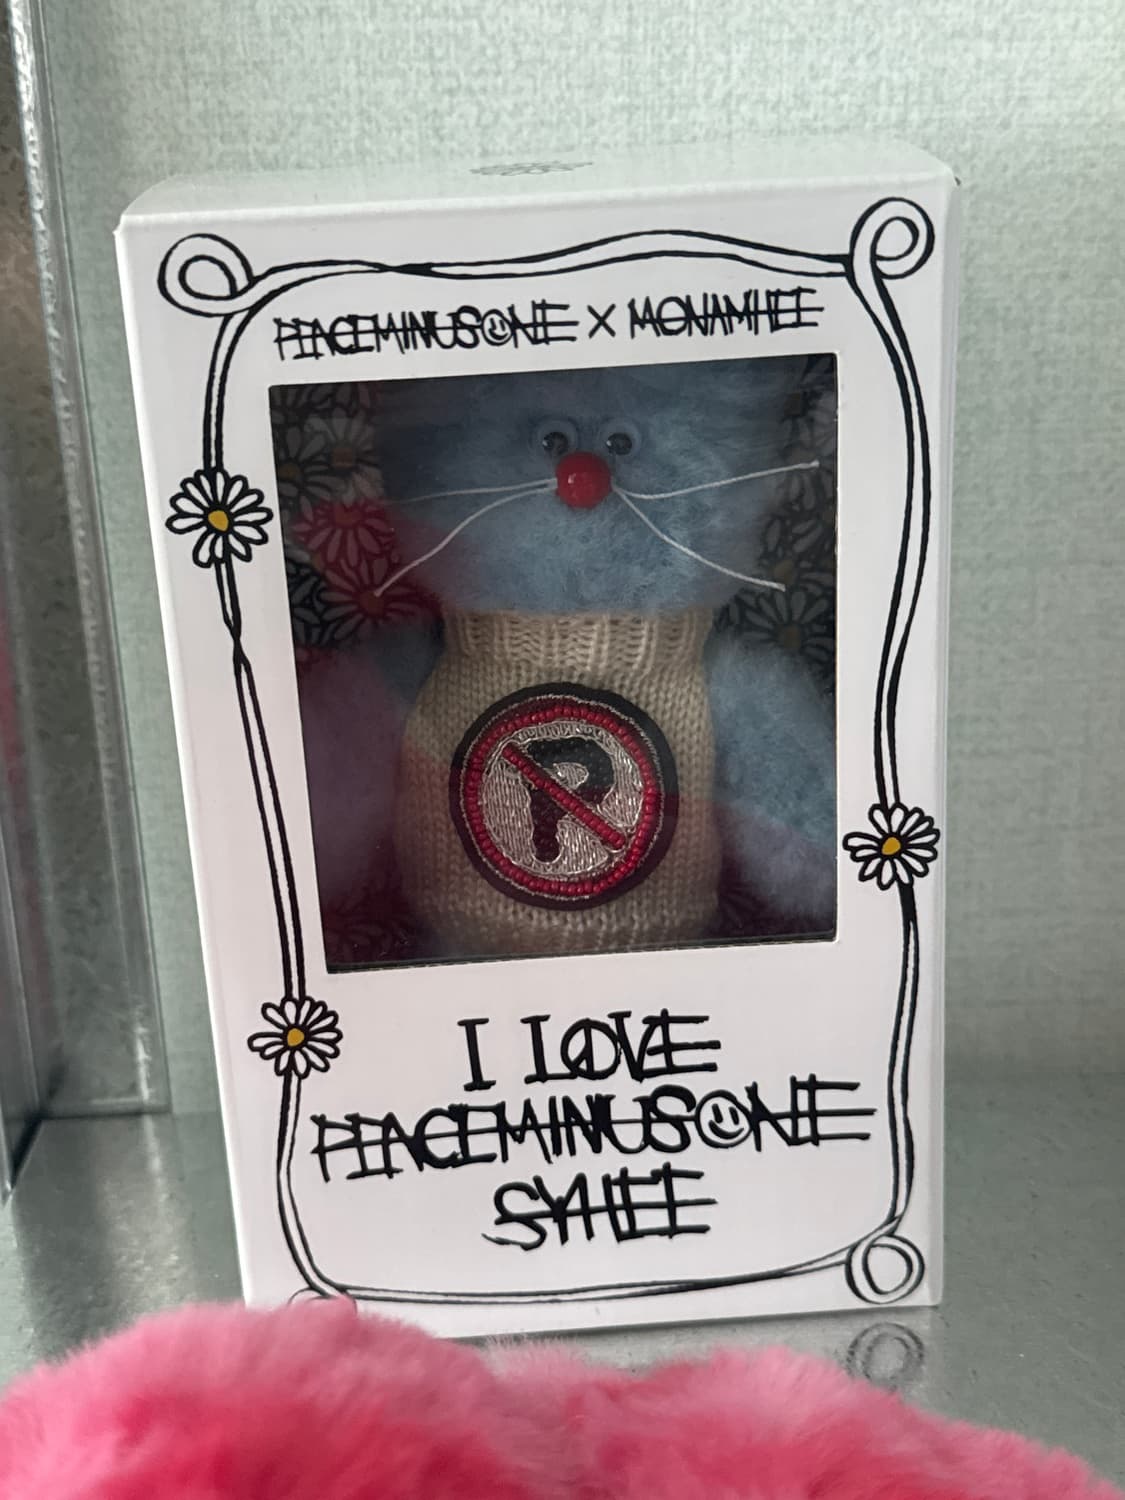 PEACEMINUSONE X MONAMHEE
P
I LOVE
PEACEMINUSONE
SYHEE